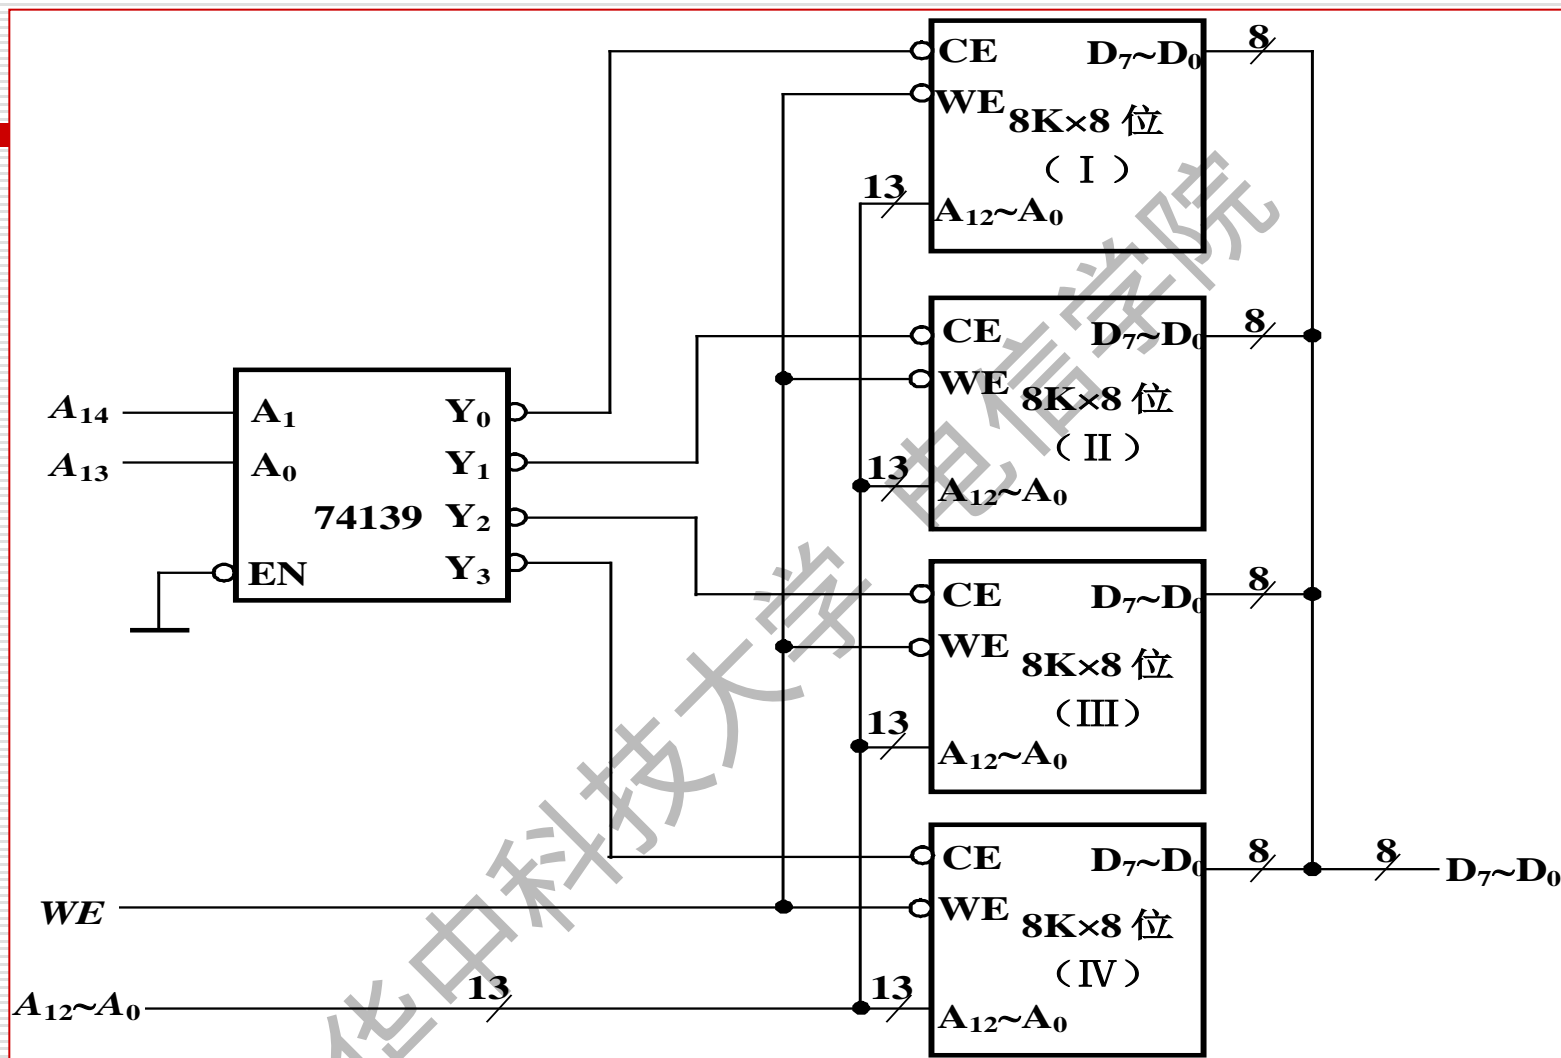 CE
D₇~D₀
8
WE
8K×8 位
（Ⅰ）
13
A₁₂~A₀
CE
D₇~D₀
8
WE
8K×8 位
（Ⅱ）
13
A₁₂~A₀
A₁₄
A₁
Y₀
A₁₃
A₀
Y₁
74139
Y₂
EN
Y₃
CE
D₇~D₀
8
WE
8K×8 位
（Ⅲ）
13
A₁₂~A₀
CE
D₇~D₀
8
8
D₇~D₀
WE
WE
8K×8 位
（Ⅳ）
A₁₂~A₀
13
13
A₁₂~A₀
华中科技大学 电信学院